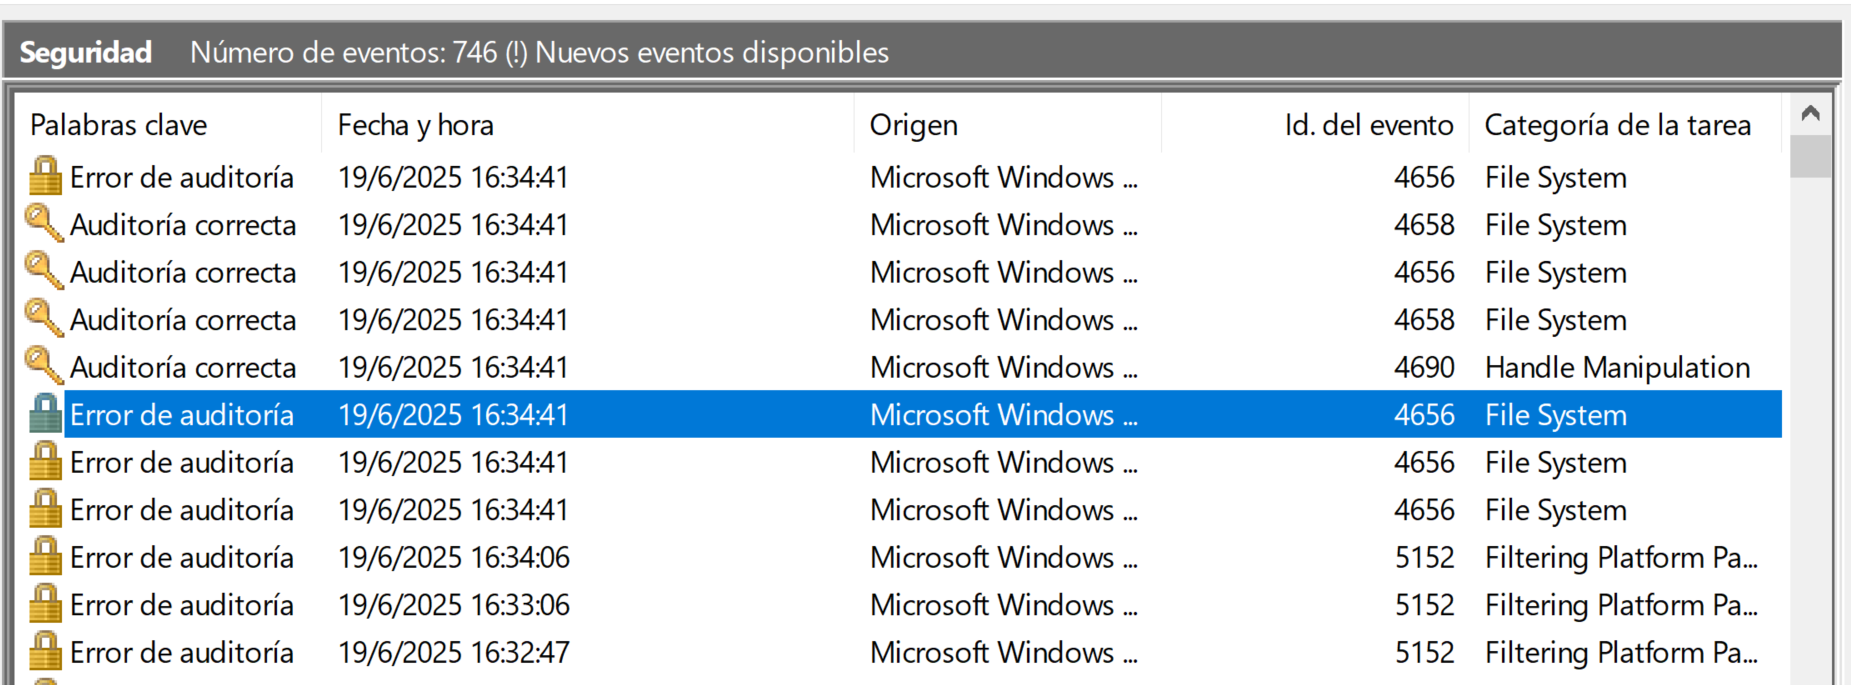 Seguridad Número de eventos: 746 (!) Nuevos eventos disponibles
Palabras clave Fecha y hora Origen Id. del evento Categoría de la tarea
Error de auditoría 19/6/2025 16:34:41 Microsoft Windows ... 4656 File System
Auditoría correcta 19/6/2025 16:34:41 Microsoft Windows ... 4658 File System
Auditoría correcta 19/6/2025 16:34:41 Microsoft Windows ... 4656 File System
Auditoría correcta 19/6/2025 16:34:41 Microsoft Windows ... 4658 File System
Auditoría correcta 19/6/2025 16:34:41 Microsoft Windows ... 4690 Handle Manipulation
Error de auditoría 19/6/2025 16:34:41 Microsoft Windows ... 4656 File System
Error de auditoría 19/6/2025 16:34:41 Microsoft Windows ... 4656 File System
Error de auditoría 19/6/2025 16:34:41 Microsoft Windows ... 4656 File System
Error de auditoría 19/6/2025 16:34:06 Microsoft Windows ... 5152 Filtering Platform Pa...
Error de auditoría 19/6/2025 16:33:06 Microsoft Windows ... 5152 Filtering Platform Pa...
Error de auditoría 19/6/2025 16:32:47 Microsoft Windows ... 5152 Filtering Platform Pa...